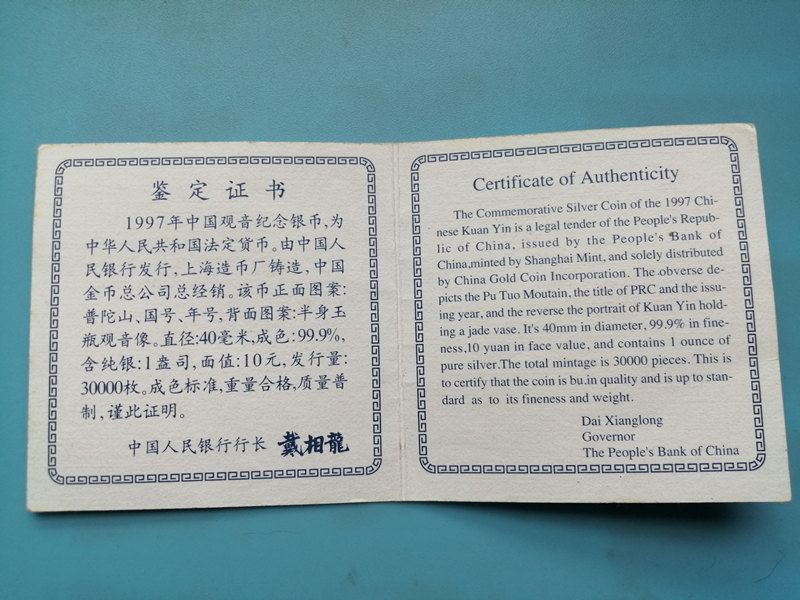 鉴定证书
1997年中国观音纪念银币,为
中华人民共和国法定货币。由中国人
民银行发行,上海造币厂铸造,中国
金币总公司总经销。该币正面图案:
普陀山、国号、年号,背面图案:半身玉
瓶观音像。直径:40毫米,成色:99.9%,
含纯银:1盎司,面值:10元,发行量:
30000枚。成色标准,重量合格,质量普
制,谨此证明。
中国人民银行行长 戴相龍
Certificate of Authenticity
The Commemorative Silver Coin of the 1997 Chi-
nese Kuan Yin is a legal tender of the People's Repub-
lic of China, issued by the People's Bank of
China,minted by Shanghai Mint, and solely distributed
by China Gold Coin Incorporation. The obverse de-
picts the Pu Tuo Moutain, the title of PRC and the issu-
ing year, and the reverse the portrait of Kuan Yin hold-
ing a jade vase. It's 40mm in diameter, 99.9% in fine-
ness,10 yuan in face value, and contains 1 ounce of
pure silver.The total mintage is 30000 pieces. This is
to certify that the coin is bu.in quality and is up to stan-
dard as to its fineness and weight.
Dai Xianglong
Governor
The People's Bank of China